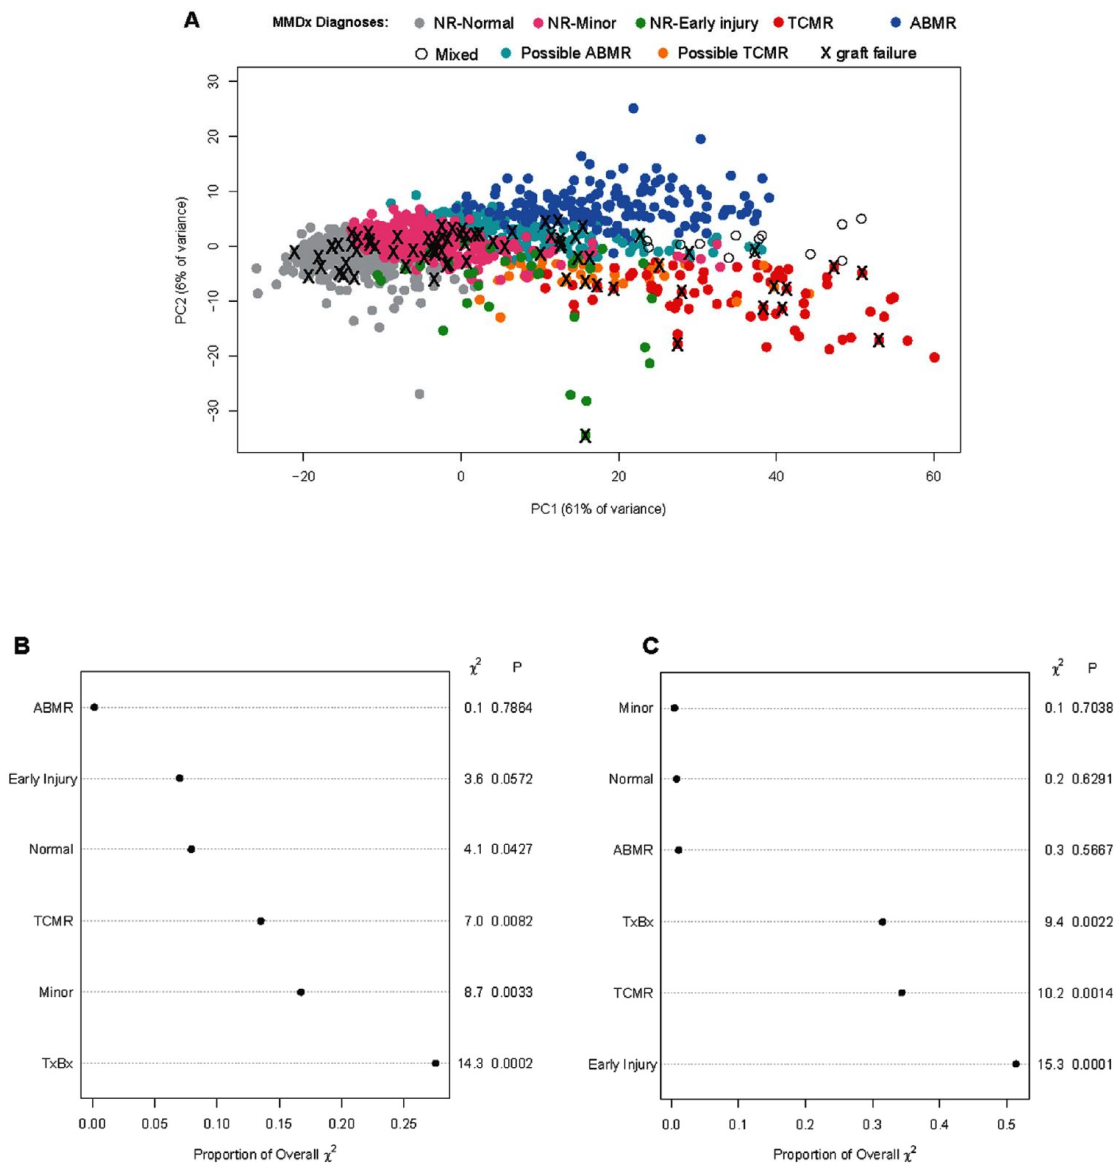 A
MMDx Diagnoses: NR-Normal NR-Minor NR-Early injury TCMR ABMR
Mixed Possible ABMR Possible TCMR X graft failure
30
20
10
0
−10
−20
−30
PC2 (6% of variance)
−20 0 20 40 60
PC1 (61% of variance)
B
χ2 P
ABMR 0.1 0.7864
Early Injury 3.6 0.0572
Normal 4.1 0.0427
TCMR 7.0 0.0082
Minor 8.7 0.0033
TxBx 14.3 0.0002
0.00 0.05 0.10 0.15 0.20 0.25
Proportion of Overall χ2
C
χ2 P
Minor 0.1 0.7038
Normal 0.2 0.6291
ABMR 0.3 0.5667
TxBx 9.4 0.0022
TCMR 10.2 0.0014
Early Injury 15.3 0.0001
0.0 0.1 0.2 0.3 0.4 0.5
Proportion of Overall χ2